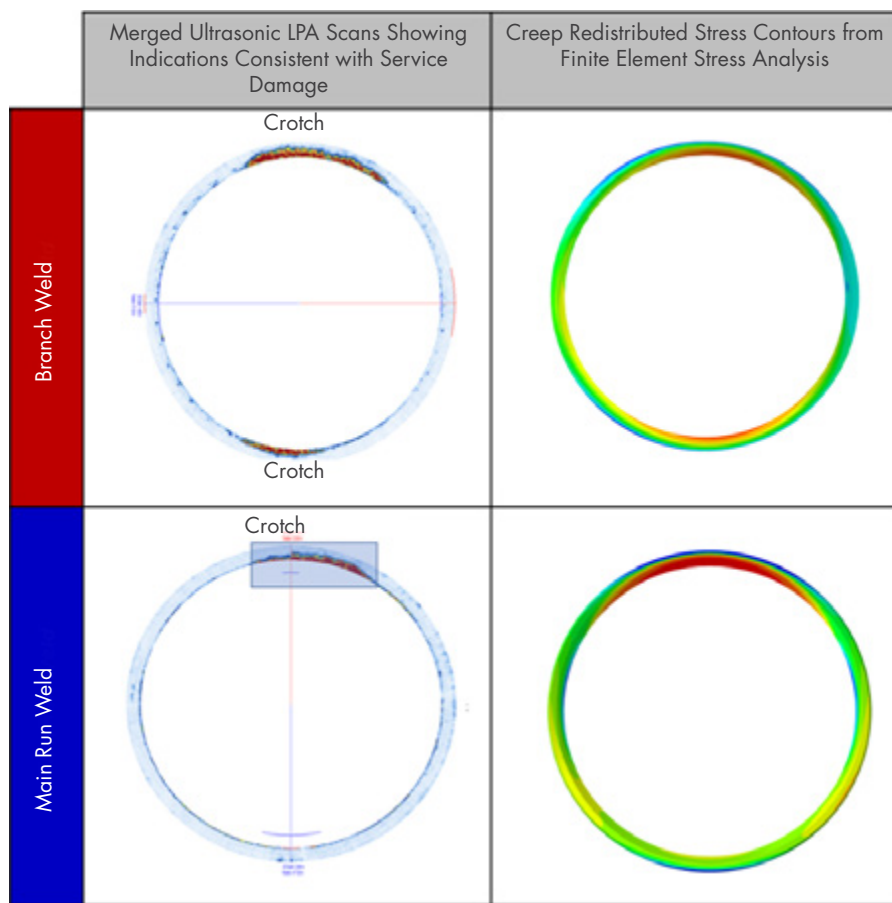 Merged Ultrasonic LPA Scans Showing
Indications Consistent with Service
Damage
Creep Redistributed Stress Contours from
Finite Element Stress Analysis
Branch Weld
Crotch
Crotch
Main Run Weld
Crotch